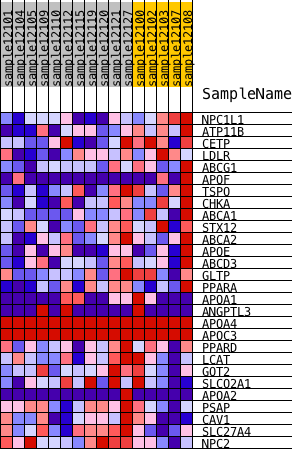 sample12101
sample12104
sample12105
sample12109
sample12110
sample12112
sample12115
sample12119
sample12120
sample12121
sample12122
sample12100
sample12102
sample12103
sample12107
sample12108
SampleName
NPC1L1
ATP11B
CETP
LDLR
ABCG1
APOF
TSPO
CHKA
ABCA1
STX12
ABCA2
APOE
ABCD3
GLTP
PPARA
APOA1
ANGPTL3
APOA4
APOC3
PPARD
LCAT
GOT2
SLCO2A1
APOA2
PSAP
CAV1
SLC27A4
NPC2